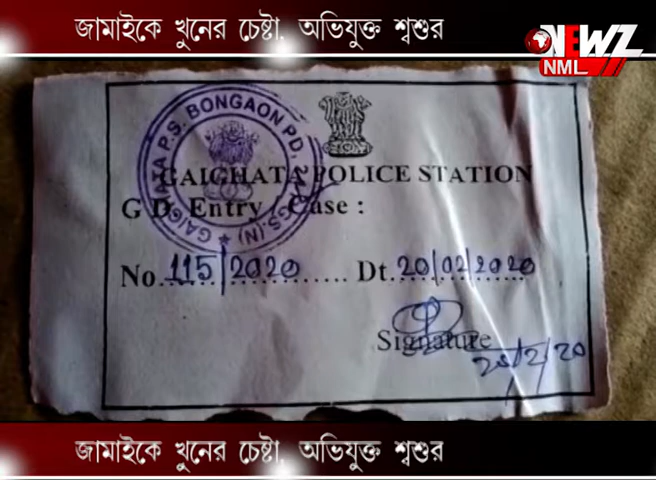 জামাইকে খুনের চেষ্টা, অভিযুক্ত শ্বশুর
NEWZ
NML
GAIGHATA P.S. BONGAON PD,
GAIGHATA POLICE STATION
G.D. Entry / Case :
No. 115/2020 Dt. 20/02/2020
Signature
20/2/20
জামাইকে খুনের চেষ্টা, অভিযুক্ত শ্বশুর